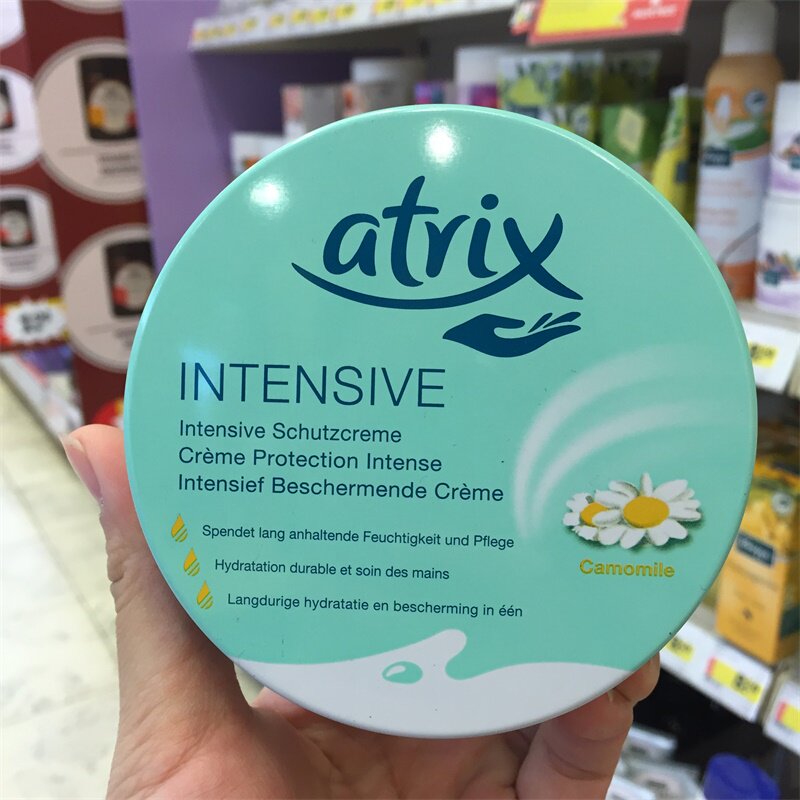 atrix
INTENSIVE
Intensive Schutzcreme
Crème Protection Intense
Intensief Beschermende Crème
Spendet lang anhaltende Feuchtigkeit und Pflege
Hydratation durable et soin des mains
Langdurige hydratatie en bescherming in één
Camomile